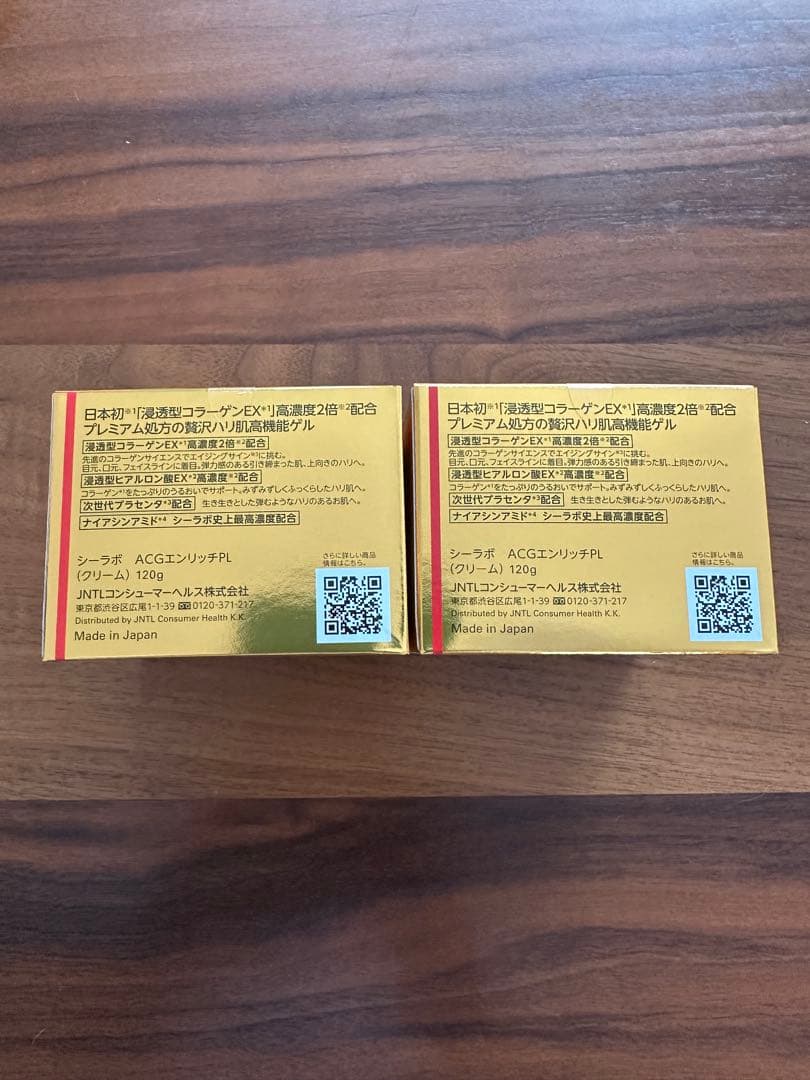 日本初※1「浸透型コラーゲンEX*1」高濃度2倍※2配合
プレミアム処方の贅沢ハリ肌高機能ゲル
浸透型コラーゲンEX*1高濃度2倍※2配合
先進のコラーゲンサイエンスでエイジングサイン※3に挑む。
目元、口元、フェイスラインに着目。弾力感のある引き締まった肌、上向きのハリへ。
浸透型ヒアルロン酸EX*2高濃度※2配合
コラーゲン*1をたっぷりのうるおいでサポート。みずみずしくふっくらしたハリ肌へ。
次世代プラセンタ*3配合 生き生きとした弾むようなハリのあるお肌へ。
ナイアシンアミド*4 シーラボ史上最高濃度配合
シーラボ ACGエンリッチPL
(クリーム) 120g
さらに詳しい商品
情報はこちら。
JNTLコンシューマーヘルス株式会社
東京都渋谷区広尾1-1-39 0120-371-217
Distributed by JNTL Consumer Health K.K.
Made in Japan
日本初※1「浸透型コラーゲンEX*1」高濃度2倍※2配合
プレミアム処方の贅沢ハリ肌高機能ゲル
浸透型コラーゲンEX*1高濃度2倍※2配合
先進のコラーゲンサイエンスでエイジングサイン※3に挑む。
目元、口元、フェイスラインに着目。弾力感のある引き締まった肌、上向きのハリへ。
浸透型ヒアルロン酸EX*2高濃度※2配合
コラーゲン*1をたっぷりのうるおいでサポート。みずみずしくふっくらしたハリ肌へ。
次世代プラセンタ*3配合 生き生きとした弾むようなハリのあるお肌へ。
ナイアシンアミド*4 シーラボ史上最高濃度配合
シーラボ ACGエンリッチPL
(クリーム) 120g
さらに詳しい商品
情報はこちら。
JNTLコンシューマーヘルス株式会社
東京都渋谷区広尾1-1-39 0120-371-217
Distributed by JNTL Consumer Health K.K.
Made in Japan